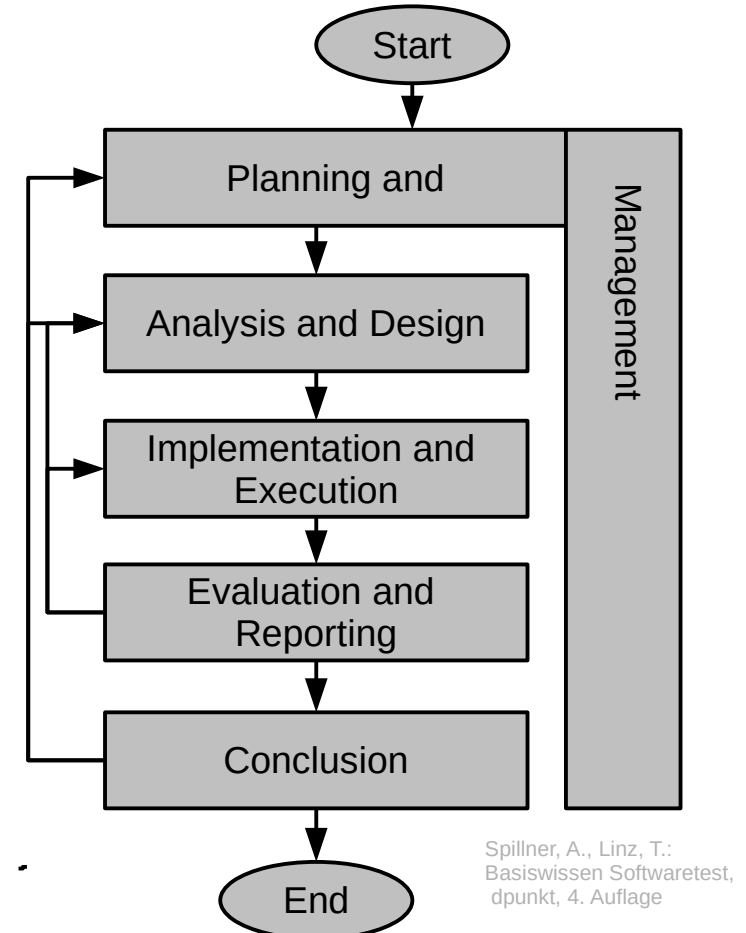 Start
Planning and
Management
Analysis and Design
Implementation and
Execution
Evaluation and
Reporting
Conclusion
End
Spillner, A., Linz, T.:
Basiswissen Softwaretest,
dpunkt, 4. Auflage